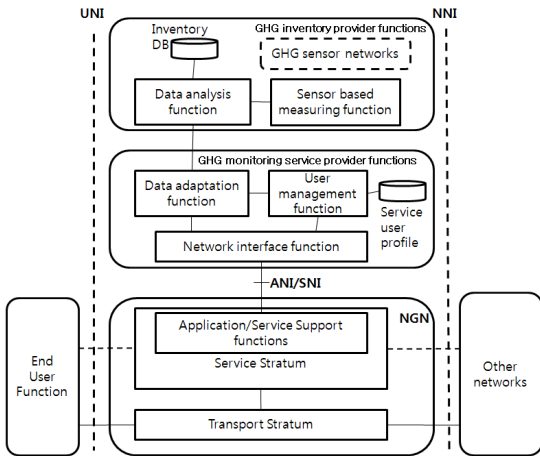 UNI
NNI
Inventory
DB
GHG inventory provider functions
GHG sensor networks
Data analysis
function
Sensor based
measuring function
GHG monitoring service provider functions
Data adaptation
function
User
management
function
Service
user
profile
Network interface function
ANI/SNI
NGN
Application/Service Support
functions
Service Stratum
Transport Stratum
End
User
Function
Other
networks